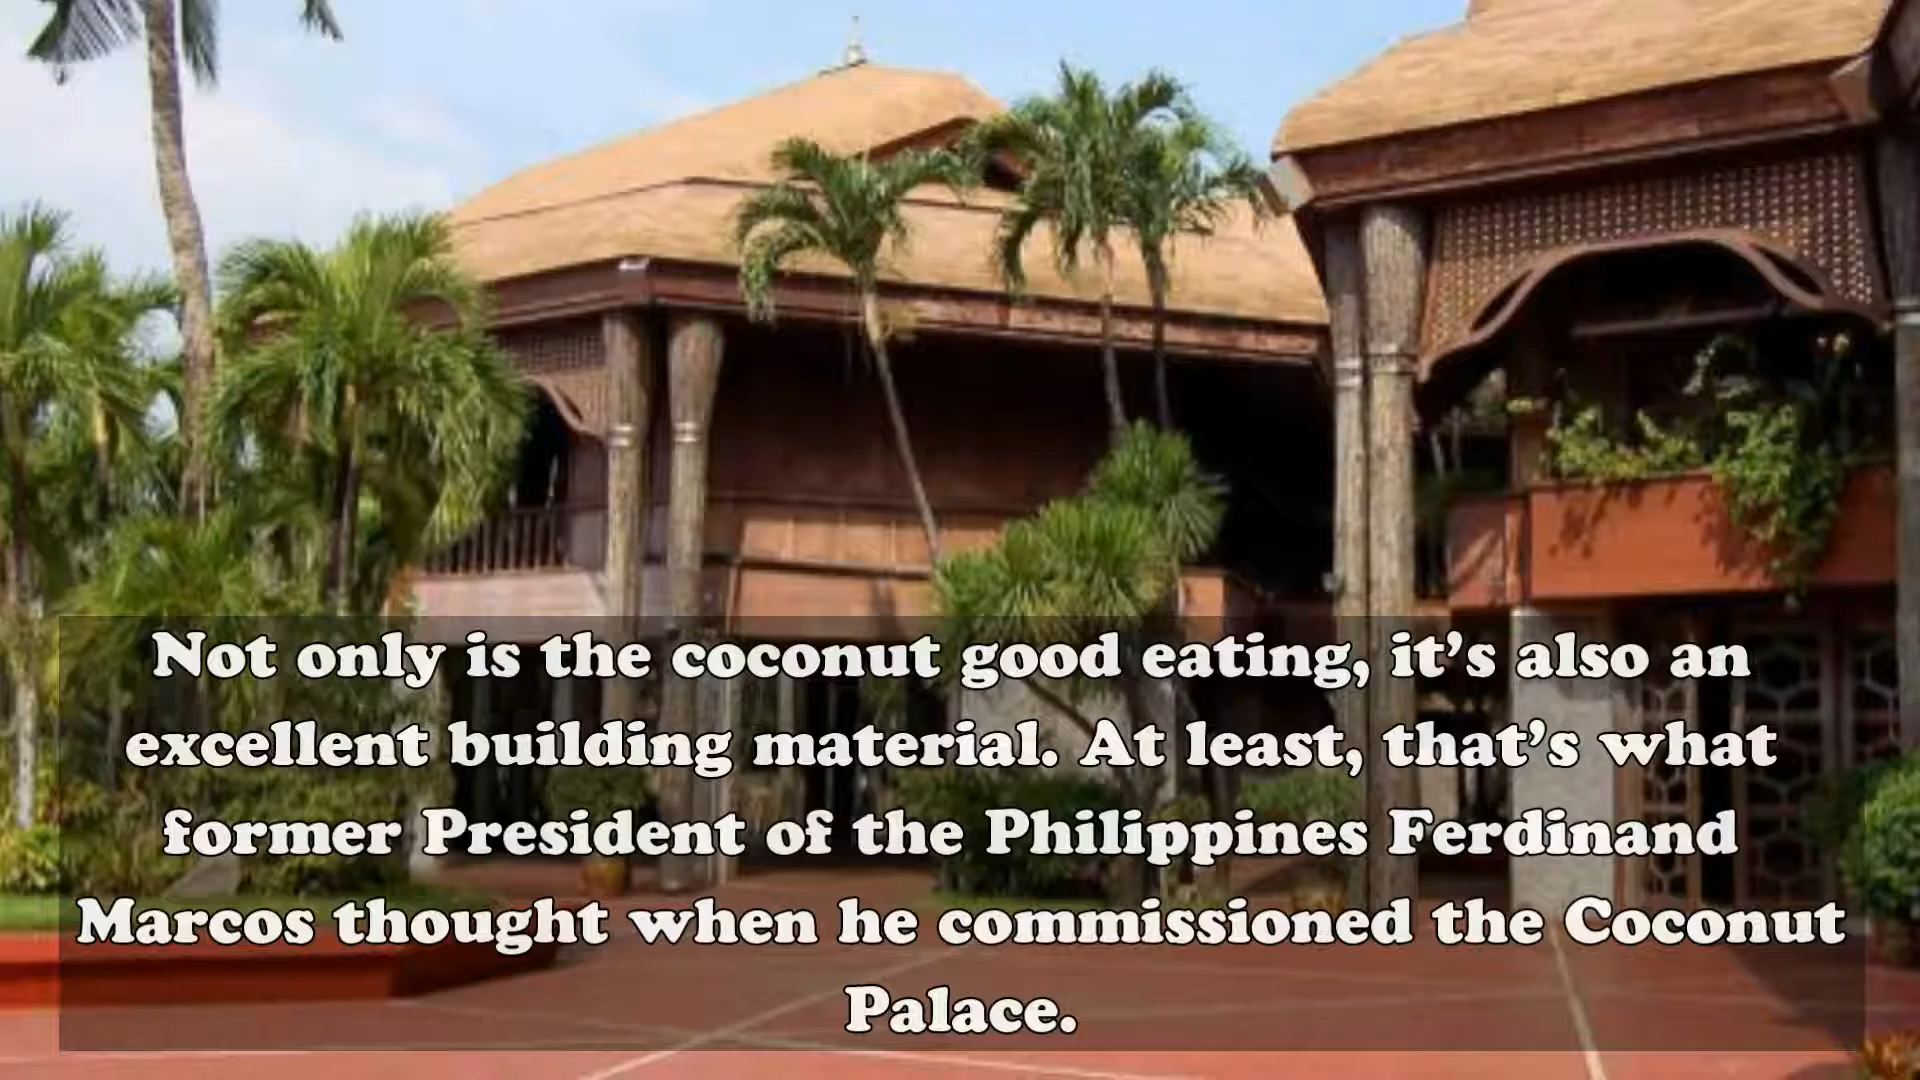 Not only is the coconut good eating, it’s also an
excellent building material. At least, that’s what
former President of the Philippines Ferdinand
Marcos thought when he commissioned the Coconut
Palace.